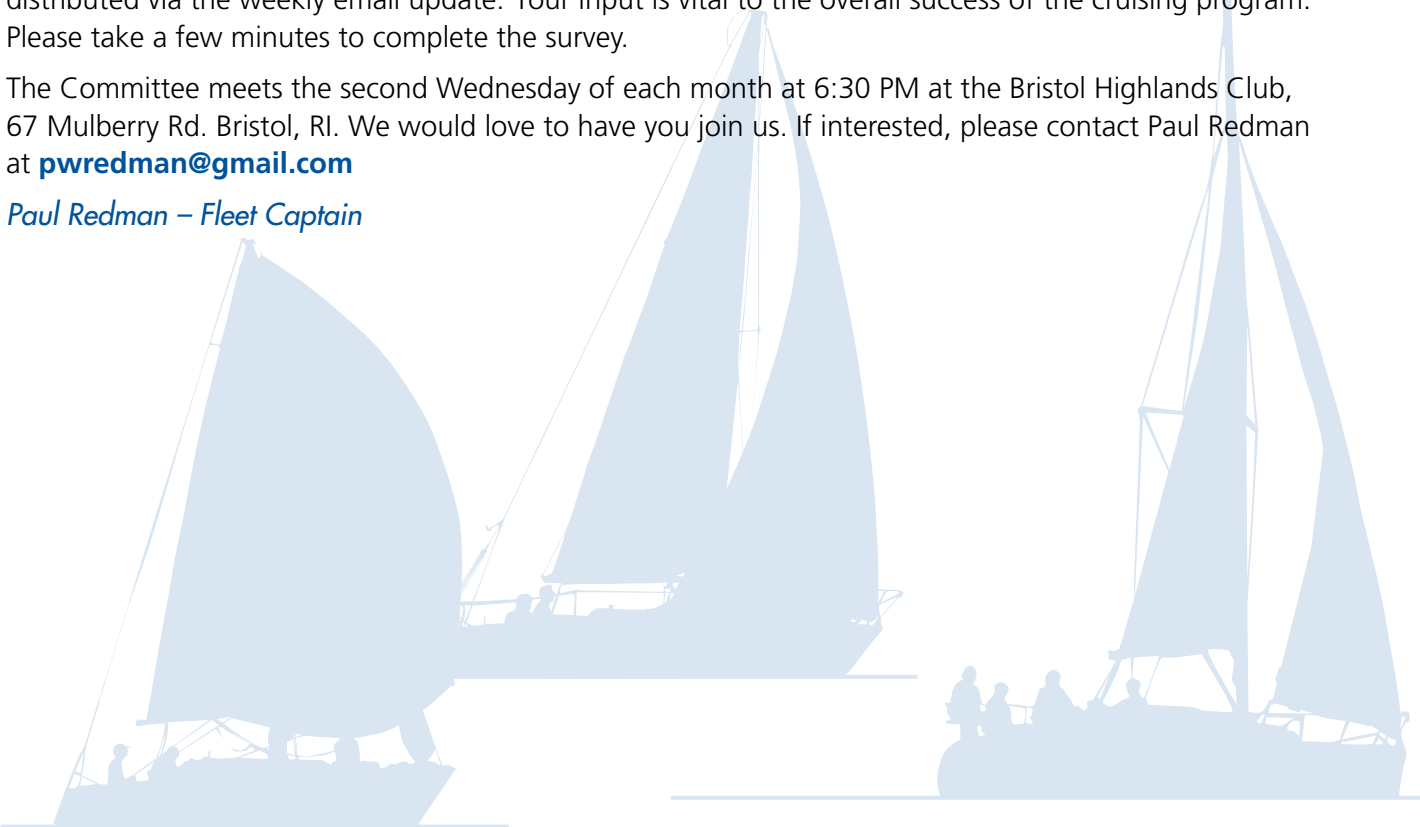 distributed via the weekly email update. Your input is vital to the overall success of the cruising program.
Please take a few minutes to complete the survey.
The Committee meets the second Wednesday of each month at 6:30 PM at the Bristol Highlands Club,
67 Mulberry Rd. Bristol, RI. We would love to have you join us. If interested, please contact Paul Redman
at pwredman@gmail.com
Paul Redman – Fleet Captain